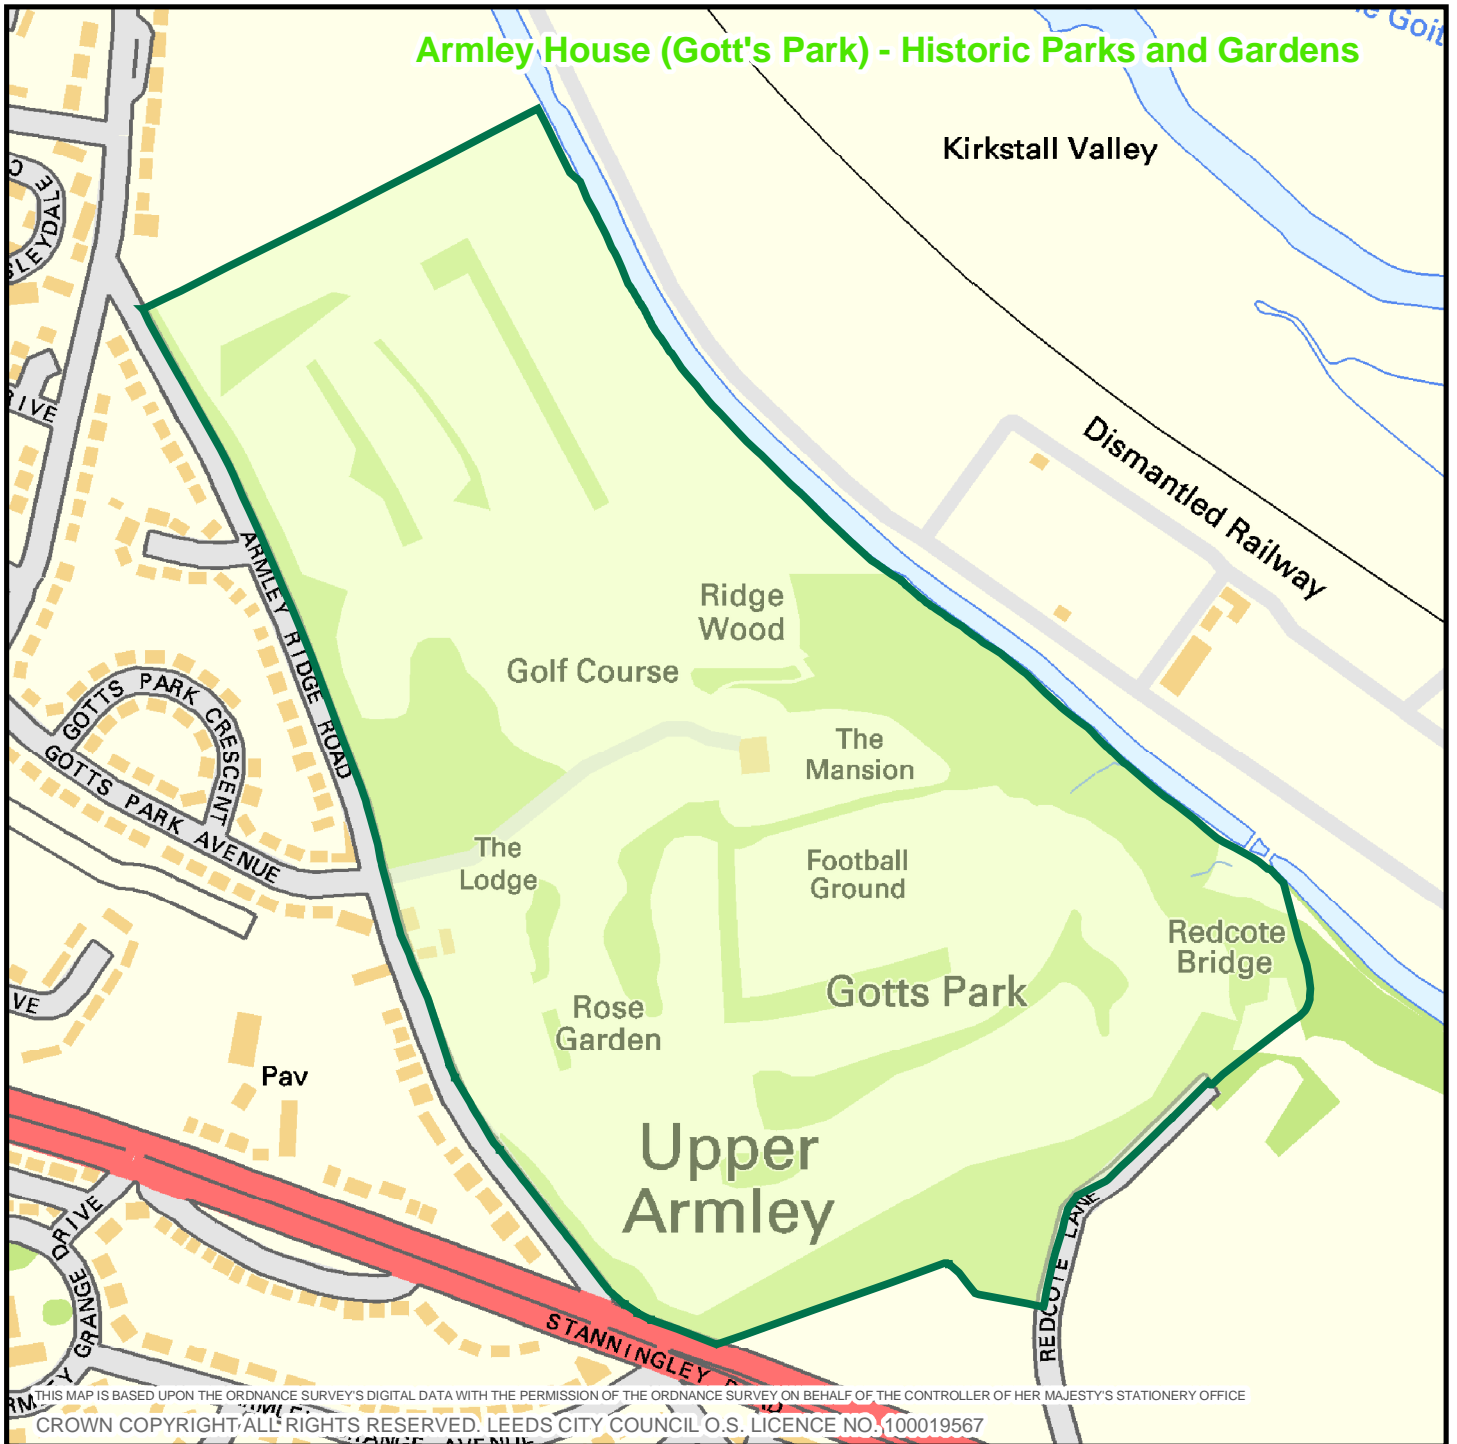 Armley House (Gott's Park) - Historic Parks and Gardens
Goit
Kirkstall Valley
Dismantled Railway
RIVE
ARMLEY RIDGE ROAD
Ridge
Wood
Golf Course
GOTTS PARK CRESCENT
GOTTS PARK AVENUE
The
Mansion
The
Lodge
Football
Ground
Redcote
Bridge
VE
Gotts Park
Rose
Garden
Pav
Upper
Armley
REDCOTE LANE
GRANGE DRIVE
STANNINGLEY
THIS MAP IS BASED UPON THE ORDNANCE SURVEY'S DIGITAL DATA WITH THE PERMISSION OF THE ORDNANCE SURVEY ON BEHALF OF THE CONTROLLER OF HER MAJESTY'S STATIONERY OFFICE
CROWN COPYRIGHT ALL RIGHTS RESERVED. LEEDS CITY COUNCIL O.S. LICENCE NO. 100019567
AVENUE